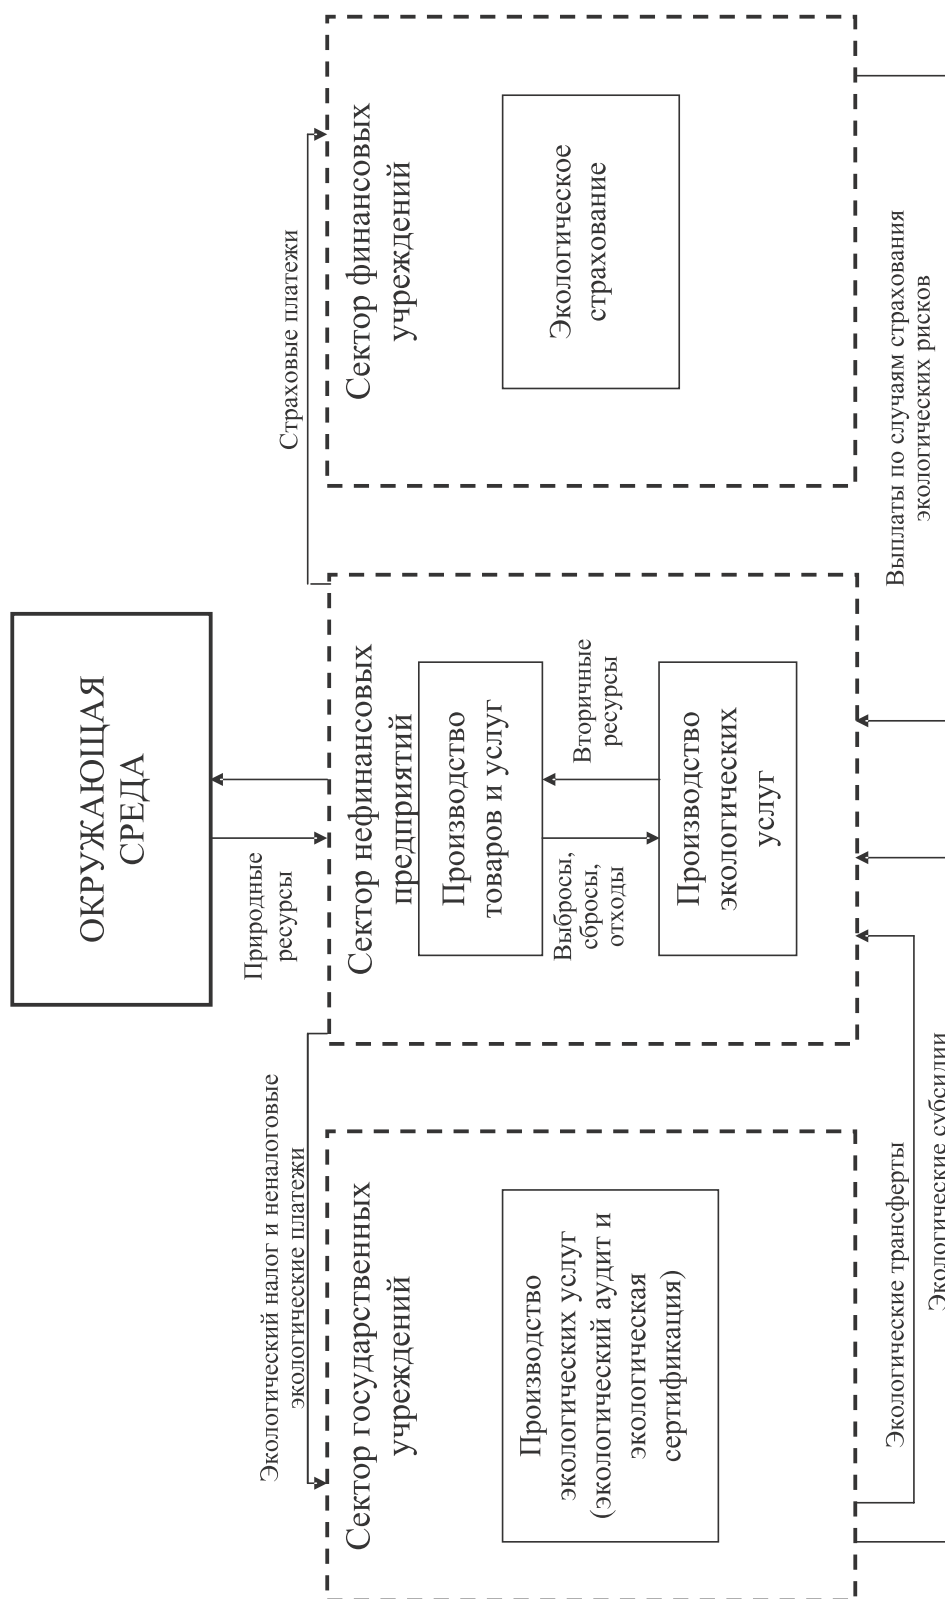 ОКРУЖАЮЩАЯ
СРЕДА
Природные
ресурсы
Экологический налог и неналоговые
экологические платежи
Страховые платежи
Сектор государственных
учреждений
Производство
экологических услуг
(экологический аудит и
экологическая
сертификация)
Сектор нефинансовых
предприятий
Производство
товаров и услуг
Выбросы,
сбросы,
отходы
Вторичные
ресурсы
Производство
экологических
услуг
Сектор финансовых
учреждений
Экологическое
страхование
Экологические трансферты
Экологические субсидии
Выплаты по случаям страхования
экологических рисков